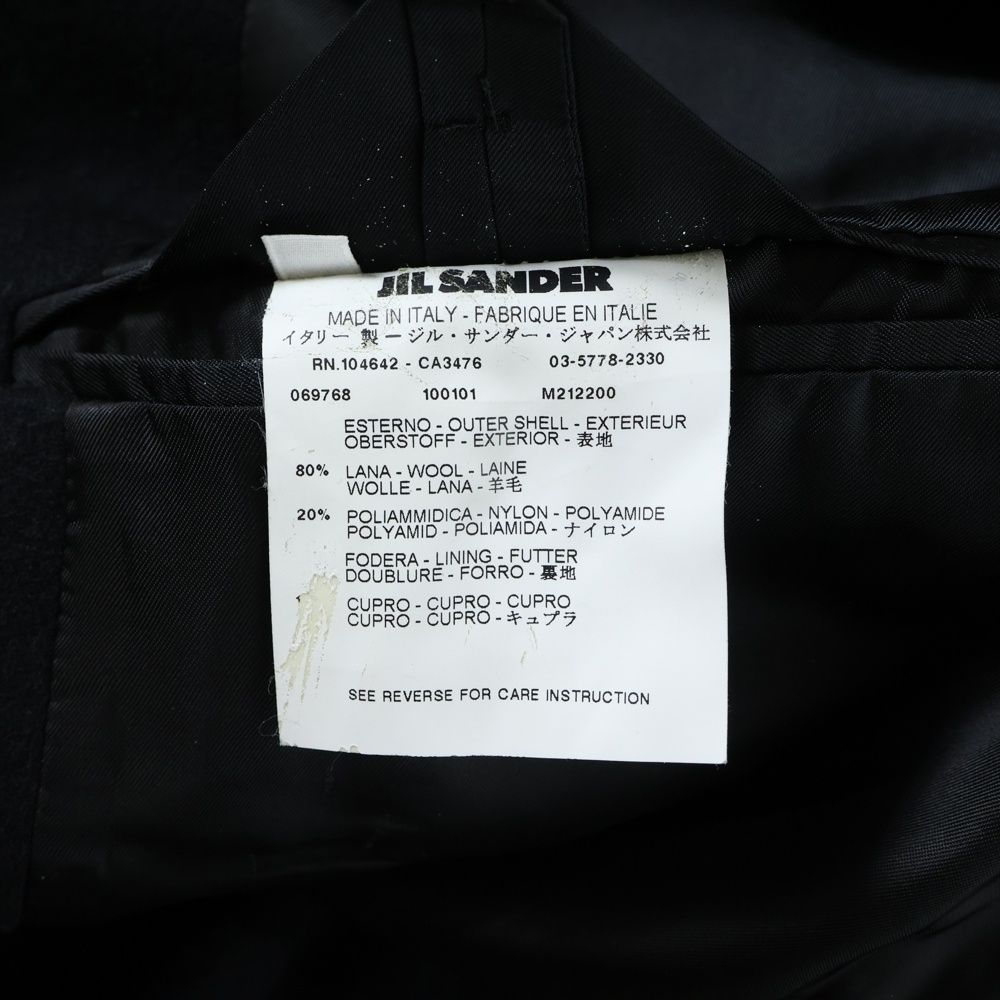 JIL SANDER
MADE IN ITALY - FABRIQUE EN ITALIE
イタリー 製 ー ジル・サンダー・ジャパン株式会社
RN.104642 - CA3476 03-5778-2330
069768 100101 M212200
ESTERNO - OUTER SHELL - EXTERIEUR
OBERSTOFF - EXTERIOR - 表地
80% LANA - WOOL - LAINE
WOLLE - LANA - 羊毛
20% POLIAMMIDICA - NYLON - POLYAMIDE
POLYAMID - POLIAMIDA - ナイロン
FODERA - LINING - FUTTER
DOUBLURE - FORRO - 裏地
CUPRO - CUPRO - CUPRO
CUPRO - CUPRO - キュプラ
SEE REVERSE FOR CARE INSTRUCTION